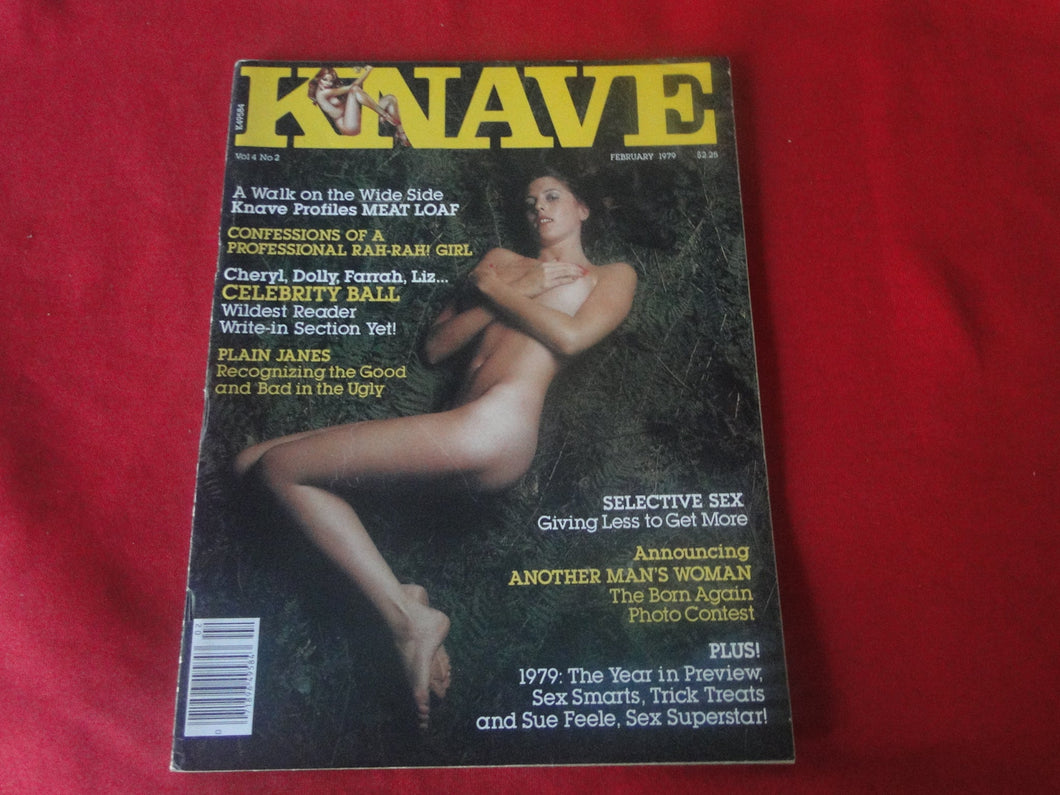 KNAVE
K49584
Vol 4 No 2
FEBRUARY 1979 $2.25
A Walk on the Wide Side
Knave Profiles MEAT LOAF
CONFESSIONS OF A
PROFESSIONAL RAH-RAH! GIRL
Cheryl, Dolly, Farrah, Liz...
CELEBRITY BALL
Wildest Reader
Write-in Section Yet!
PLAIN JANES
Recognizing the Good
and Bad in the Ugly
SELECTIVE SEX
Giving Less to Get More
Announcing
ANOTHER MAN'S WOMAN
The Born Again
Photo Contest
PLUS!
1979: The Year in Preview,
Sex Smarts, Trick Treats
and Sue Feele, Sex Superstar!
20
0